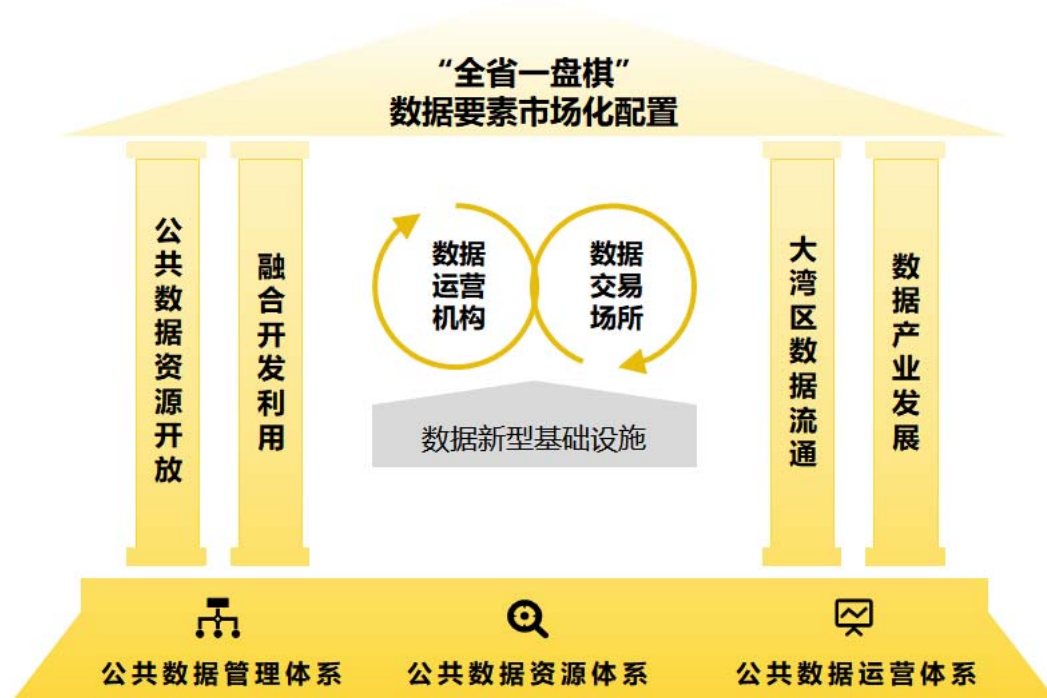 “全省一盘棋”
数据要素市场化配置
公共数据资源开放
融合开发利用
数据
运营
机构
数据
交易
场所
数据新型基础设施
大湾区数据流通
数据产业发展
公共数据管理体系
公共数据资源体系
公共数据运营体系